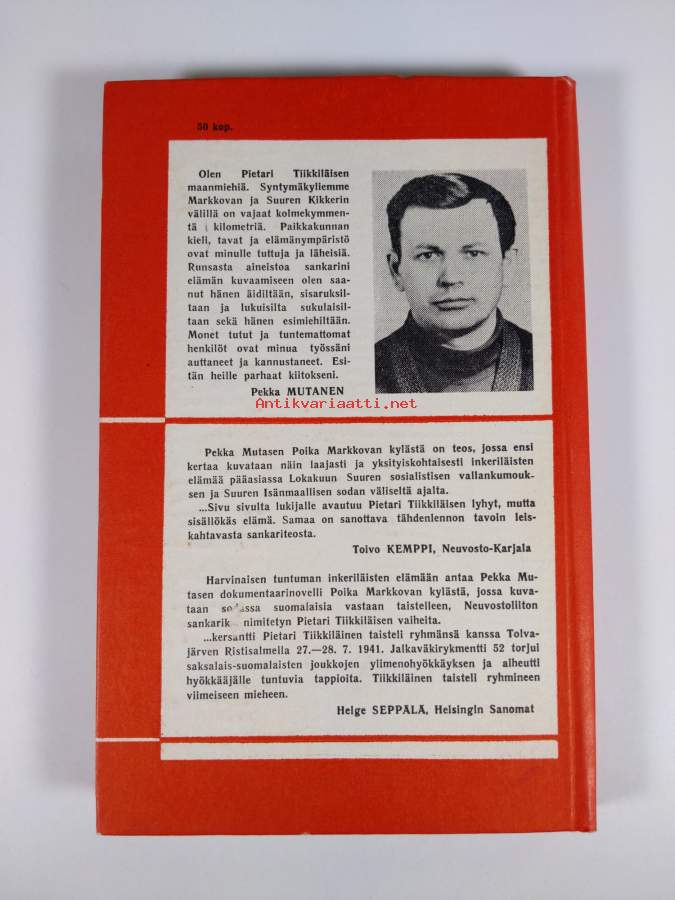 50 kop.
Olen Pietari Tiikkiläisen
maanmiehiä. Syntymäkyliemme
Markkovan ja Suuren Kikkerin
välillä on vajaat kolmekymmen-
tä kilometriä. Paikkakunnan
kieli, tavat ja elämänympäristö
ovat minulle tuttuja ja läheisiä.
Runsasta aineistoa sankarini
elämän kuvaamiseen olen saa-
nut hänen äidiltään, sisaruksil-
taan ja lukuisilta sukulaisil-
taan sekä hänen esimiehiltään.
Monet tutut ja tuntemattomat
henkilöt ovat minua työssäni
auttaneet ja kannustaneet. Esi-
tän heille parhaat kiitokseni.
Pekka MUTANEN
Antikvariaatti.net
Pekka Mutasen Poika Markkovan kylästä on teos, jossa ensi
kertaa kuvataan näin laajasti ja yksityiskohtaisesti inkeriläisten
elämää pääasiassa Lokakuun Suuren sosialistisen vallankumouk-
sen ja Suuren Isänmaallisen sodan väliseltä ajalta.
...Sivu sivulta lukijalle avautuu Pietari Tiikkiläisen lyhyt, mutta
sisällökäs elämä. Samaa on sanottava tähdenlennon tavoin leis-
kahtavasta sankariteosta.
Toivo KEMPPI, Neuvosto-Karjala
Harvinaisen tuntuman inkeriläisten elämään antaa Pekka Mu-
tasen dokumentaarinovelli Poika Markkovan kylästä, jossa kuva-
taan sodassa suomalaisia vastaan taistelleen, Neuvostoliiton
sankarik nimitetyn Pietari Tiikkiläisen vaiheita.
...kersantti Pietari Tiikkiläinen taisteli ryhmänsä kanssa Tolva-
järven Ristisalmella 27.—28. 7. 1941. Jalkaväkirykmentti 52 torjui
saksalais-suomalaisten joukkojen ylimenohyökkäyksen ja aiheutti
hyökkääjälle tuntuvia tappioita. Tiikkiläinen taisteli ryhmineen
viimeiseen mieheen.
Helge SEPPÄLÄ, Helsingin Sanomat